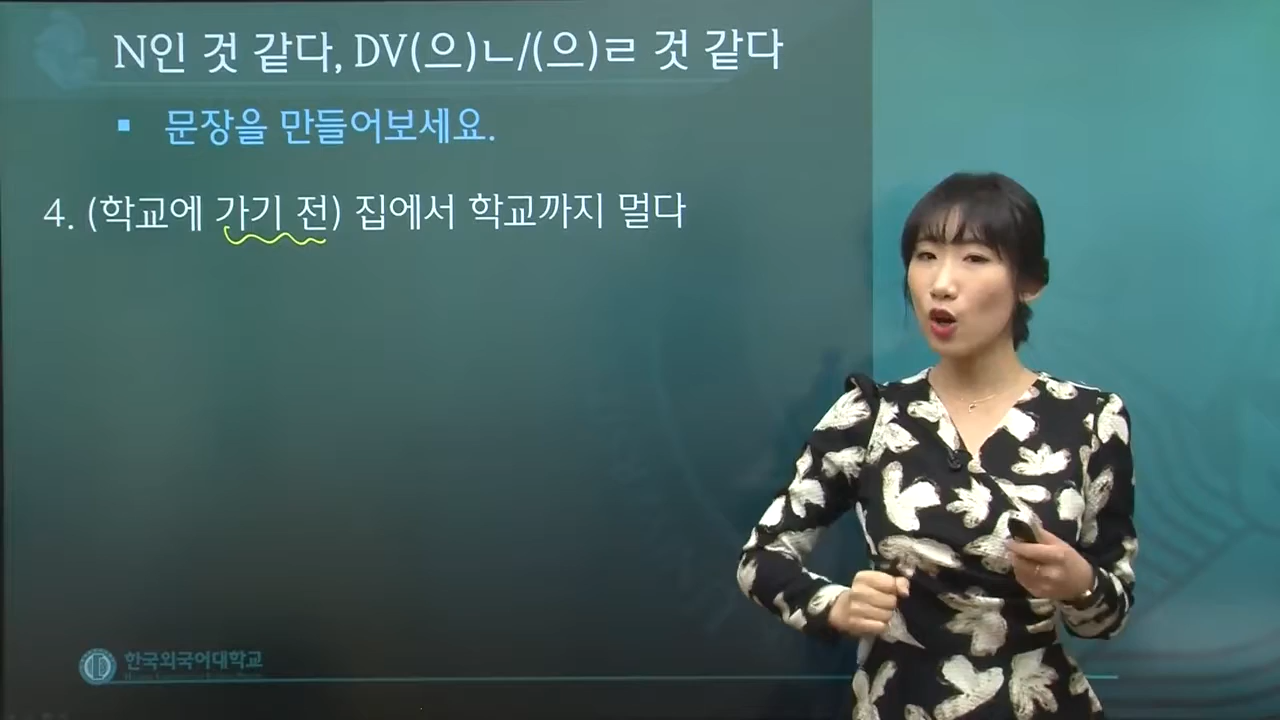 N인 것 같다, DV(으)ㄴ/(으)ㄹ 것 같다
▪ 문장을 만들어보세요.
4. (학교에 가기 전) 집에서 학교까지 멀다
한국외국어대학교